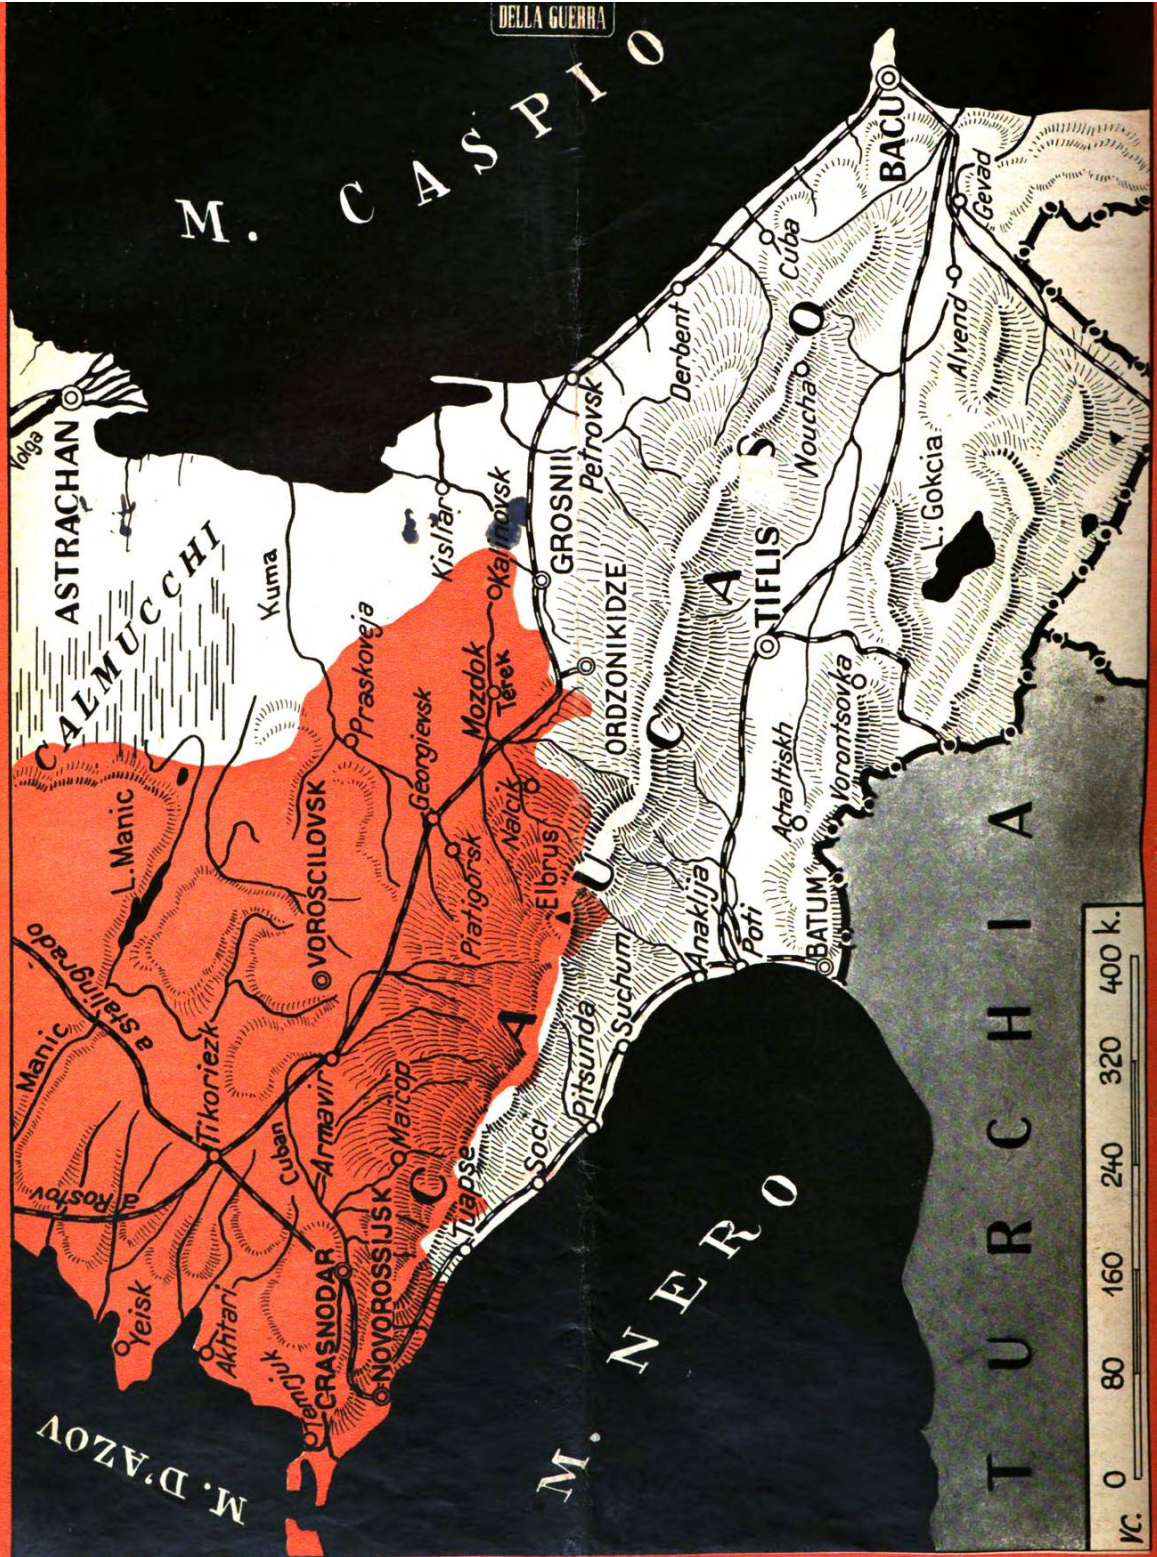 DELLA GUERRA
M. CASPIO
M. D'AZOV
M. NERO
TURCHIA
CAUCASO
CALMUCCHI
Volga
ASTRACHAN
Kuma
Manic
a Stalingrado
L. Manic
a Rostov
Tikoriezk
Yeisk
Akhtari
Temrjuk
CRASNODAR
NOVOROSSIJSK
Cuban
Armavir
Maicop
Tuapse
VOROSCILOVSK
Praskoveja
Georgievsk
Piatigorsk
Nalcik
Elbrus
Mozdok
Terek
Kalinovsk
Kisliar
GROSNII
ORDZONIKIDZE
Petrovsk
Derbent
Cuba
BACU
Gevad
Alvend
Noucha
L. Gokcia
TIFLIS
Vorontsovka
Achaltiskh
Soci
Pitsunda
Suchum
Anaklija
Poti
BATUM
0 80 160 240 320 400 k.
VC.